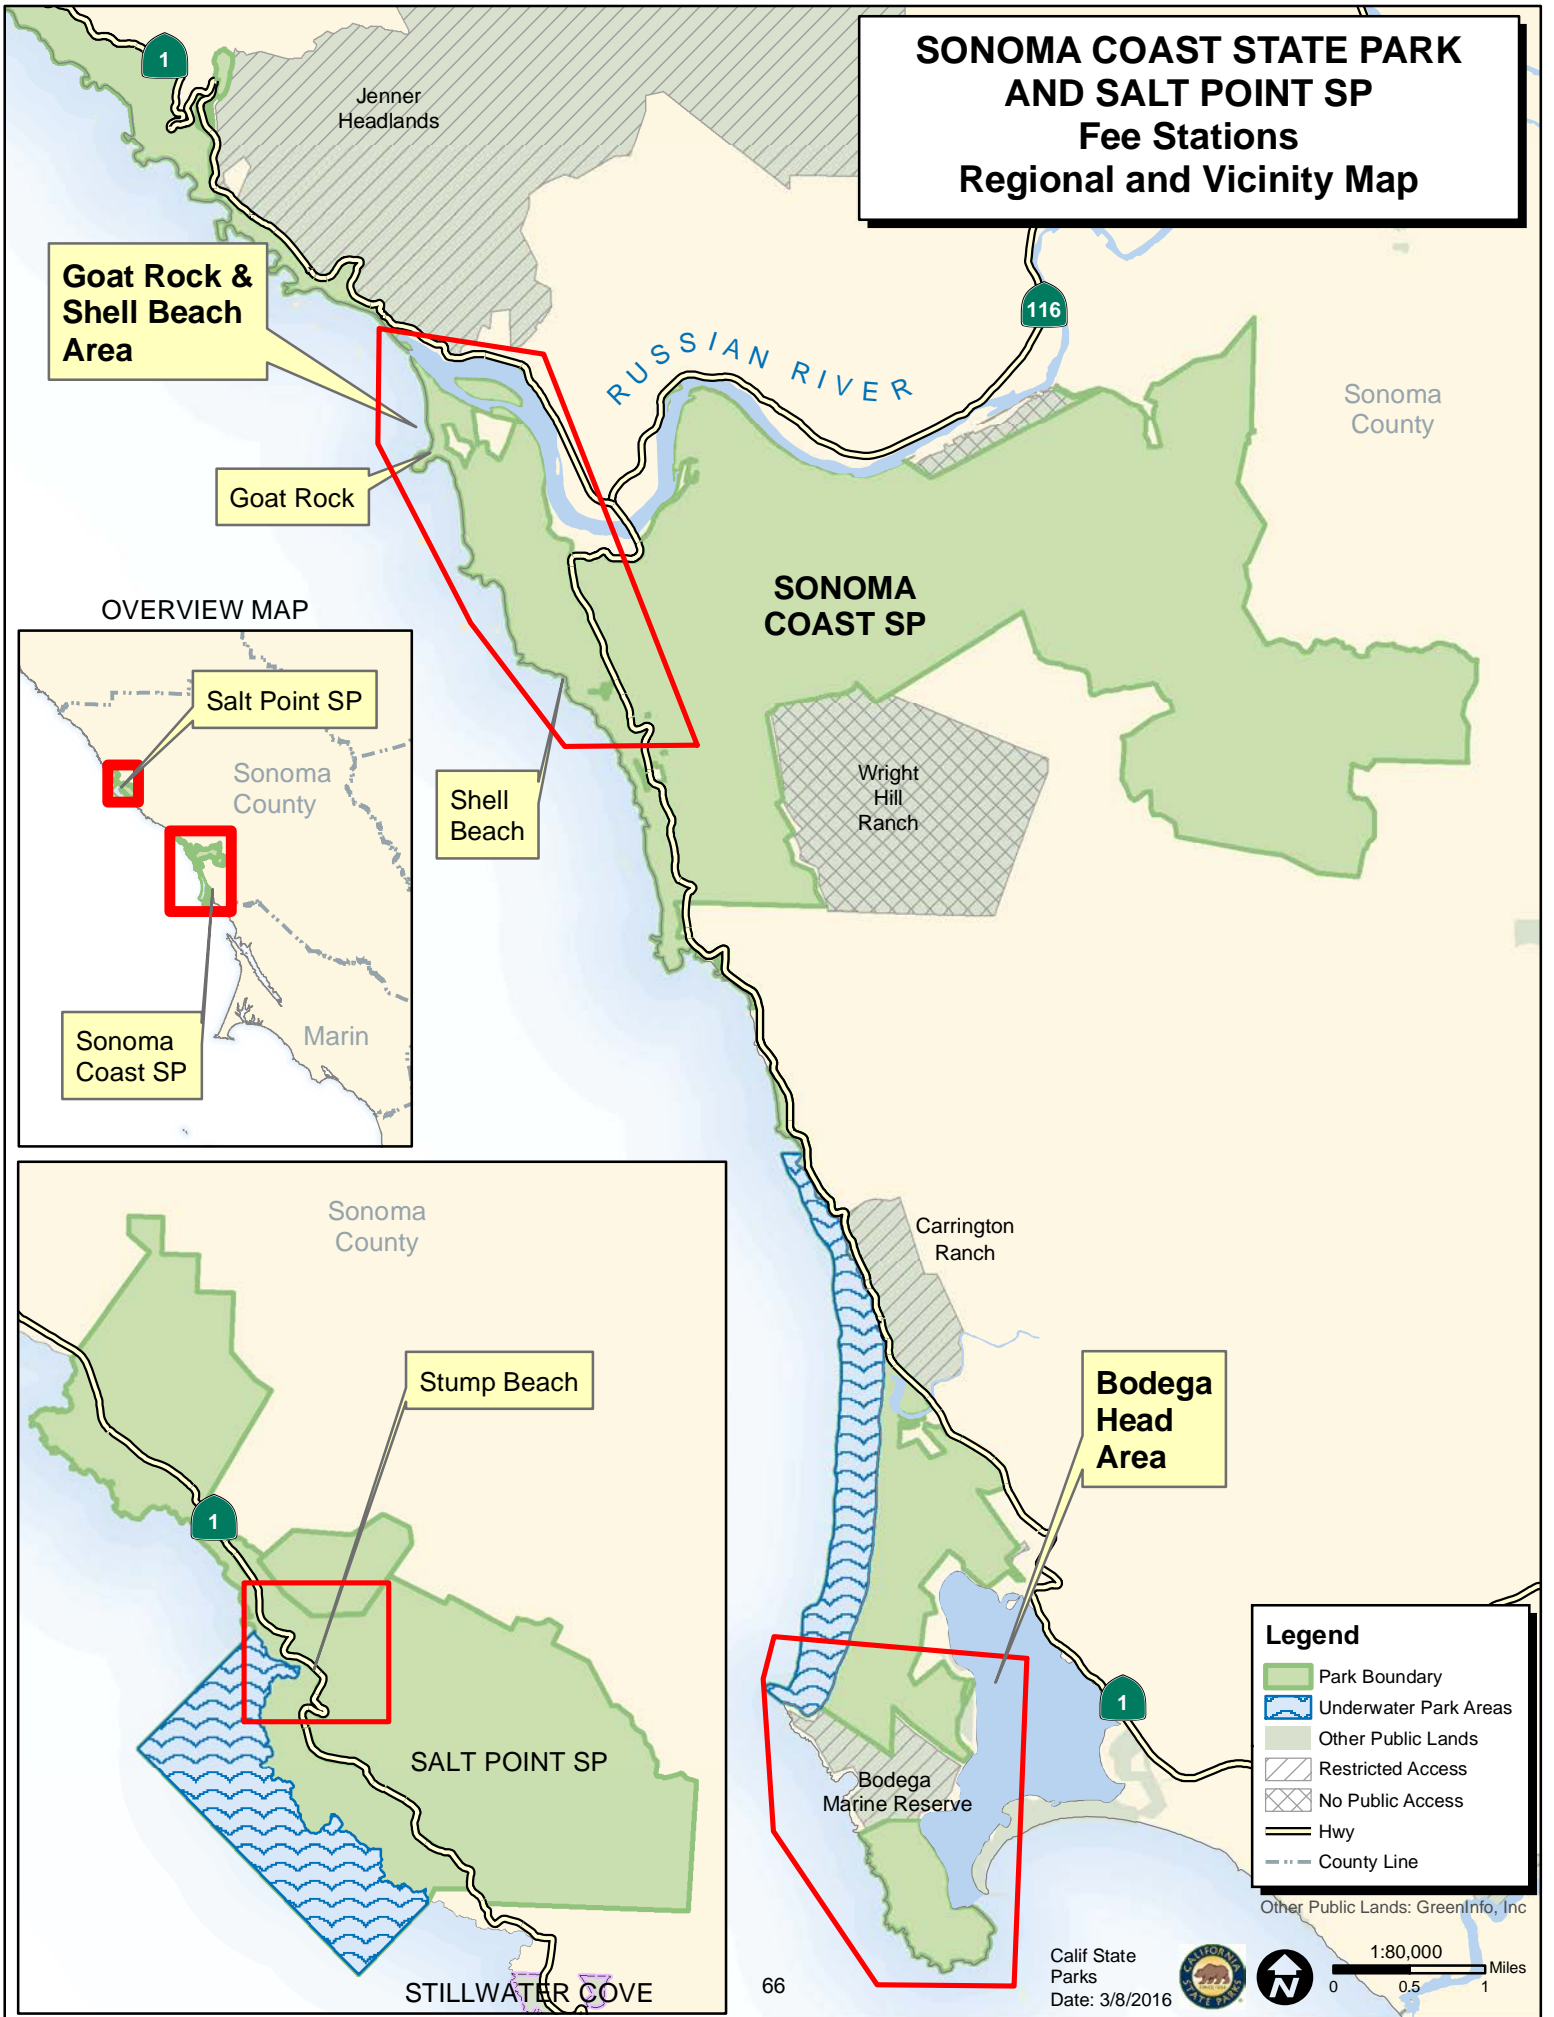 SONOMA COAST STATE PARK
AND SALT POINT SP
Fee Stations
Regional and Vicinity Map
1
Jenner
Headlands
Goat Rock &
Shell Beach
Area
116
RUSSIAN RIVER
Sonoma
County
Goat Rock
SONOMA
COAST SP
OVERVIEW MAP
Salt Point SP
Sonoma
County
Sonoma
Coast SP
Marin
Shell
Beach
Wright
Hill
Ranch
Sonoma
County
Stump Beach
1
SALT POINT SP
STILLWATER COVE
Carrington
Ranch
Bodega
Head
Area
1
Bodega
Marine Reserve
Legend
Park Boundary
Underwater Park Areas
Other Public Lands
Restricted Access
No Public Access
Hwy
County Line
Other Public Lands: GreenInfo, Inc
66
Calif State
Parks
Date: 3/8/2016
CALIFORNIA
STATE PARKS
N
1:80,000
Miles
0 0.5 1